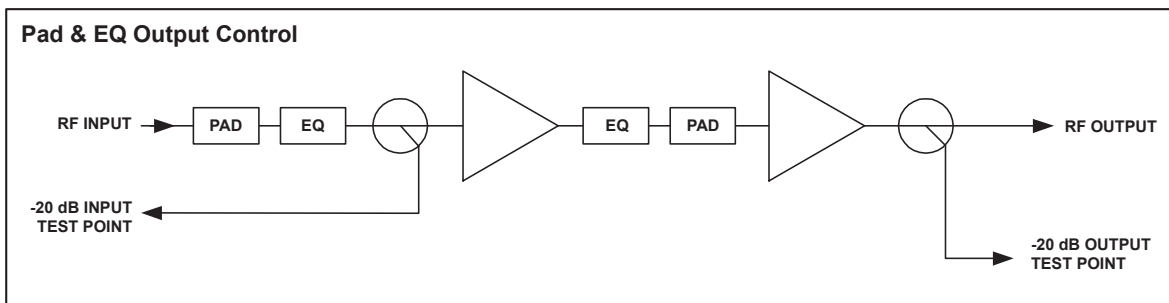 Pad & EQ Output Control
RF INPUT
PAD
EQ
EQ
PAD
RF OUTPUT
-20 dB INPUT
TEST POINT
-20 dB OUTPUT
TEST POINT